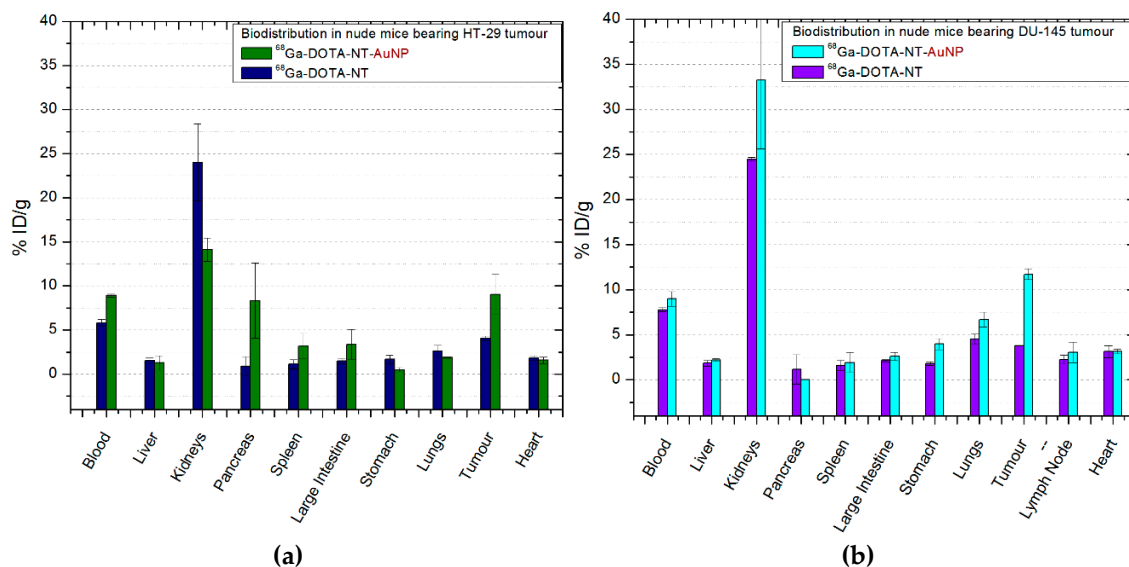 Biodistribution in nude mice bearing HT-29 tumour
⁶⁸Ga-DOTA-NT-AuNP
⁶⁸Ga-DOTA-NT
% ID/g
40
35
30
25
20
15
10
5
0
Blood
Liver
Kidneys
Pancreas
Spleen
Large Intestine
Stomach
Lungs
Tumour
Heart
(a)
Biodistribution in nude mice bearing DU-145 tumour
⁶⁸Ga-DOTA-NT-AuNP
⁶⁸Ga-DOTA-NT
% ID/g
40
35
30
25
20
15
10
5
0
Blood
Liver
Kidneys
Pancreas
Spleen
Large Intestine
Stomach
Lungs
Tumour
--
Lymph Node
Heart
(b)